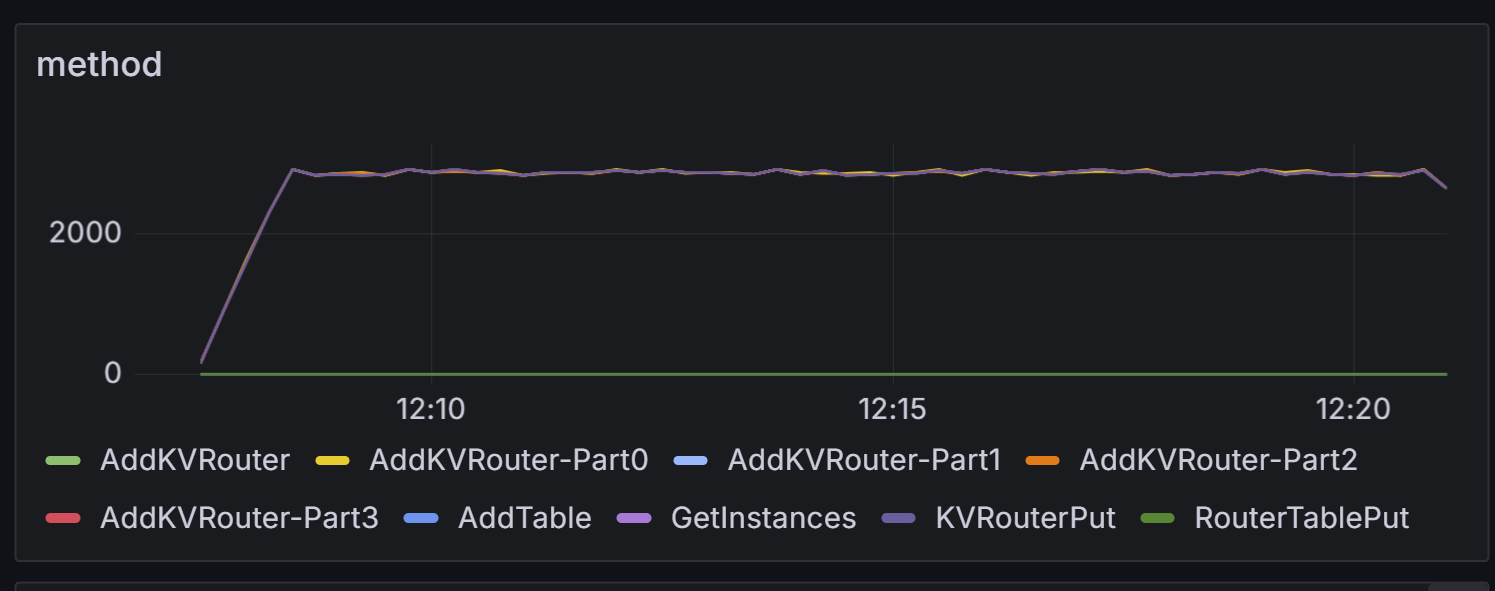 method
2000
0
12:10 12:15 12:20
AddKVRouter AddKVRouter-Part0 AddKVRouter-Part1 AddKVRouter-Part2
AddKVRouter-Part3 AddTable GetInstances KVRouterPut RouterTablePut